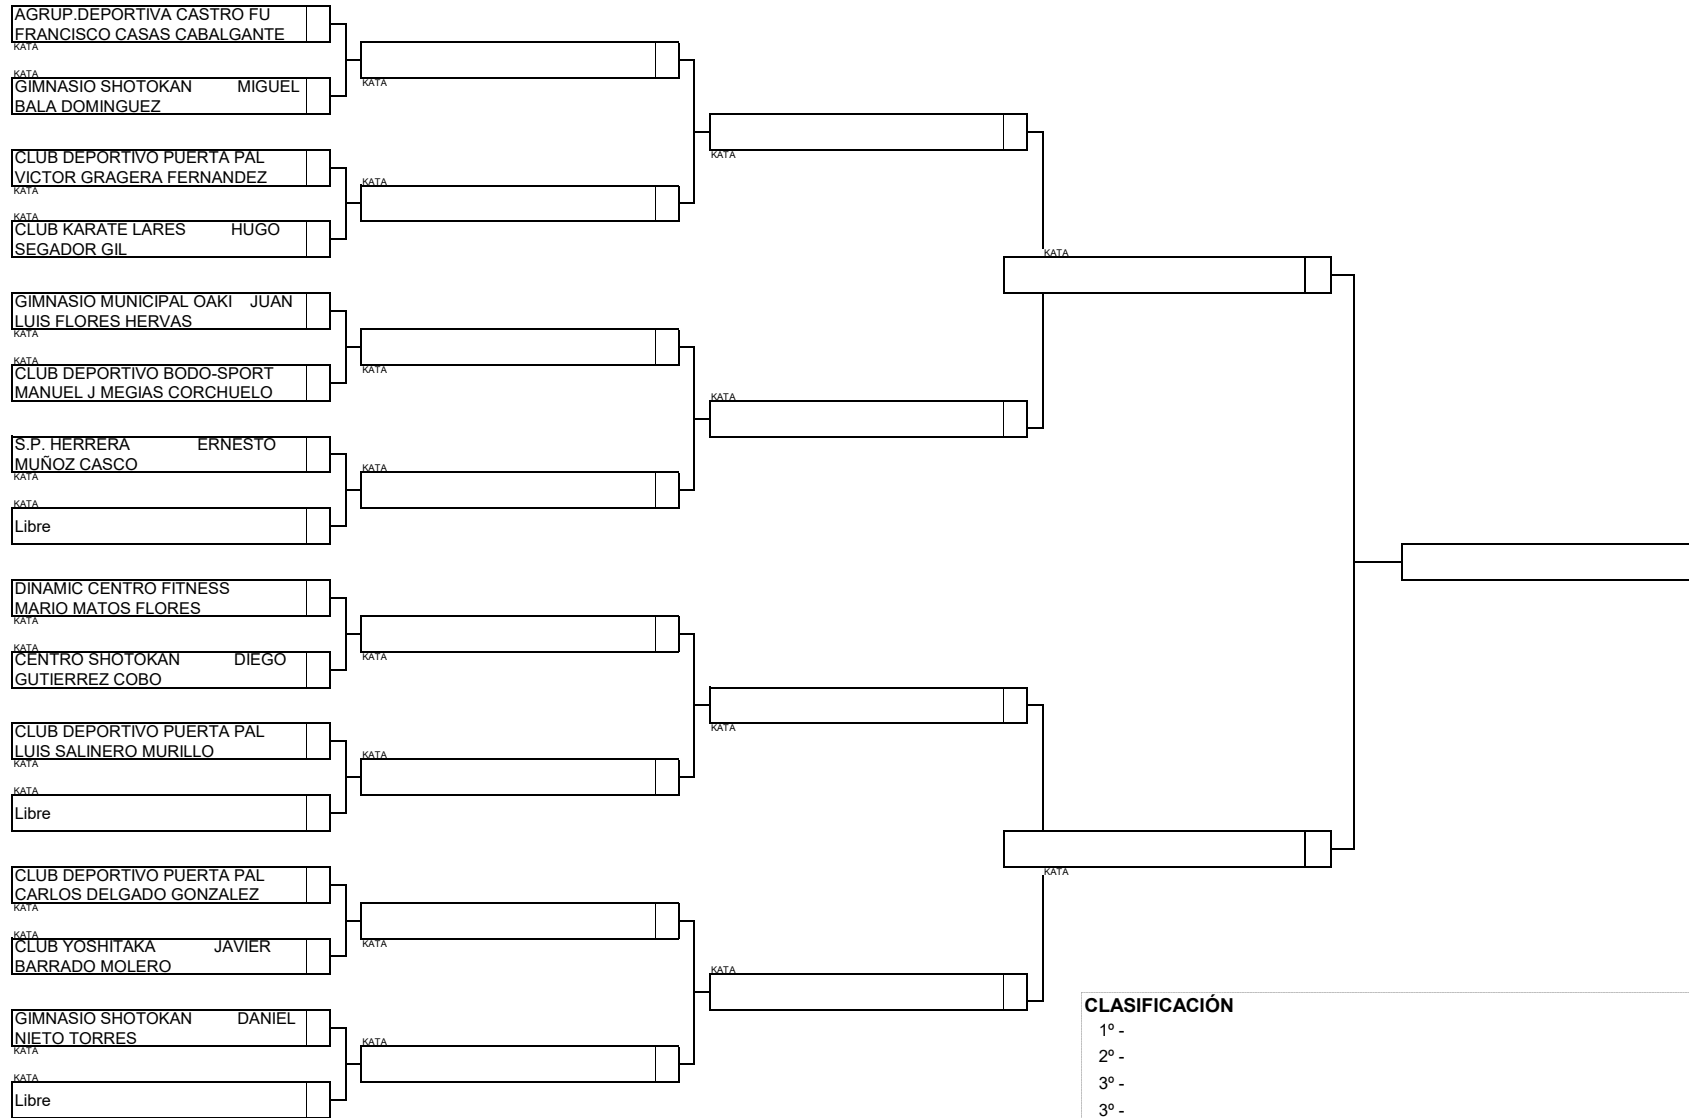 AGRUP.DEPORTIVA CASTRO FU
FRANCISCO CASAS CABALGANTE
KATA
KATA
GIMNASIO SHOTOKAN MIGUEL
BALA DOMINGUEZ
KATA
CLUB DEPORTIVO PUERTA PAL
VICTOR GRAGERA FERNANDEZ
KATA
KATA
CLUB KARATE LARES HUGO
SEGADOR GIL
KATA
KATA
GIMNASIO MUNICIPAL OAKI JUAN
LUIS FLORES HERVAS
KATA
KATA
CLUB DEPORTIVO BODO-SPORT
MANUEL J MEGIAS CORCHUELO
KATA
S.P. HERRERA ERNESTO
MUÑOZ CASCO
KATA
KATA
Libre
KATA
KATA
KATA
DINAMIC CENTRO FITNESS
MARIO MATOS FLORES
KATA
KATA
CENTRO SHOTOKAN DIEGO
GUTIERREZ COBO
KATA
CLUB DEPORTIVO PUERTA PAL
LUIS SALINERO MURILLO
KATA
KATA
Libre
KATA
KATA
CLUB DEPORTIVO PUERTA PAL
CARLOS DELGADO GONZALEZ
KATA
KATA
CLUB YOSHITAKA JAVIER
BARRADO MOLERO
KATA
GIMNASIO SHOTOKAN DANIEL
NIETO TORRES
KATA
KATA
Libre
KATA
KATA
KATA
CLASIFICACIÓN
1º -
2º -
3º -
3º -